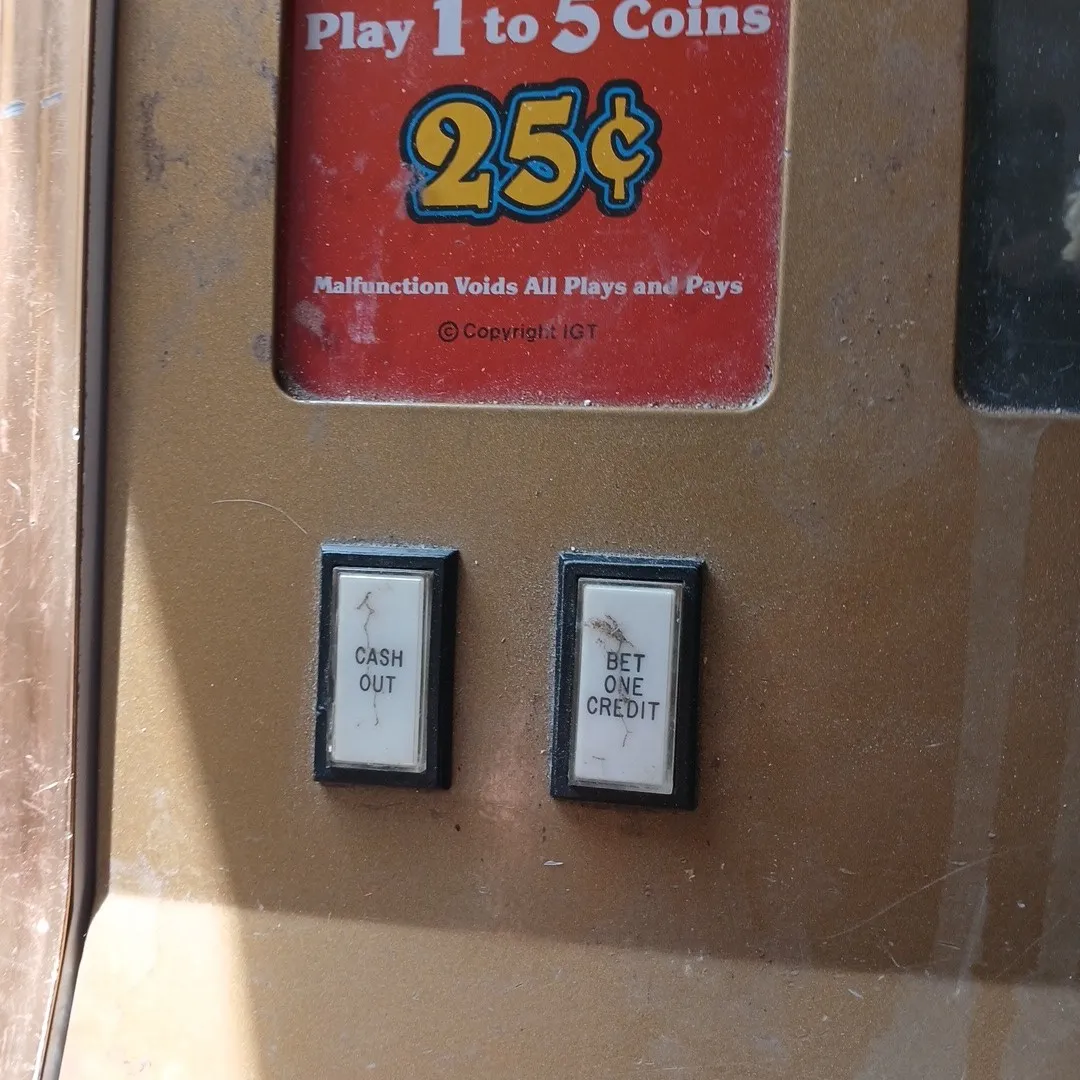 Play 1 to 5 Coins
25¢
Malfunction Voids All Plays and Pays
© Copyright IGT
CASH
OUT
BET
ONE
CREDIT